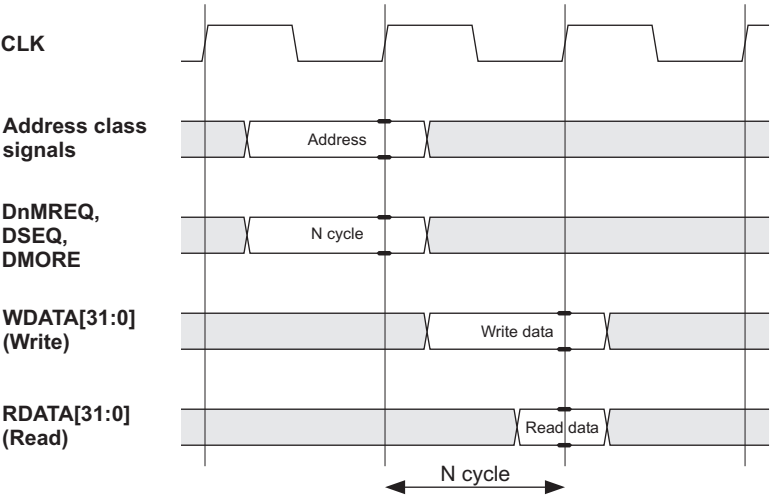 CLK
Address class
signals
Address
DnMREQ,
DSEQ,
DMORE
N cycle
WDATA[31:0]
(Write)
Write data
RDATA[31:0]
(Read)
Read data
N cycle